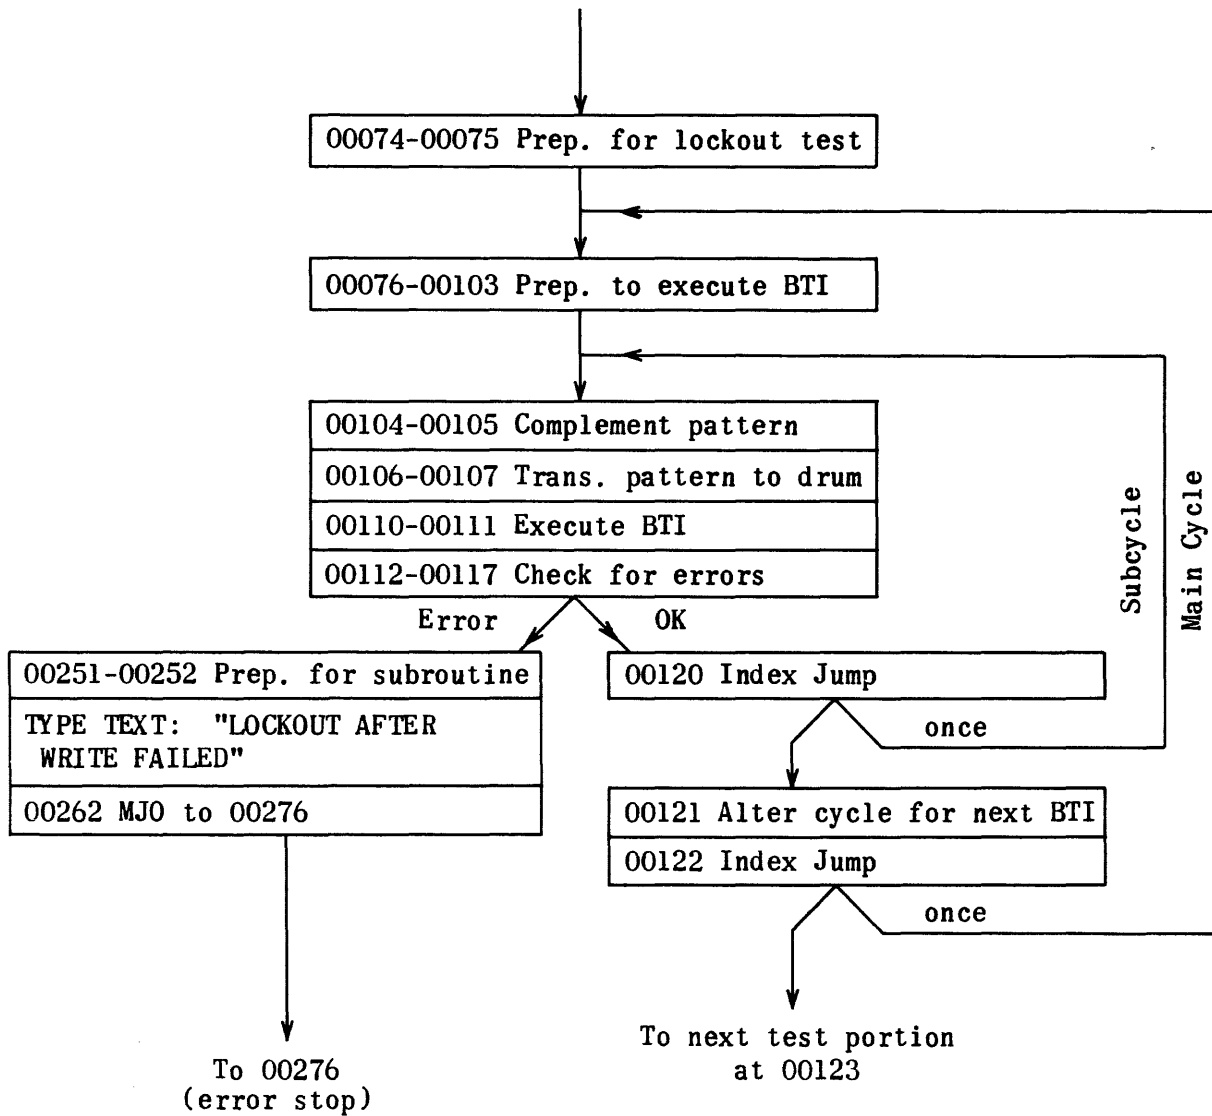 00074-00075 Prep. for lockout test
00076-00103 Prep. to execute BTI
00104-00105 Complement pattern
00106-00107 Trans. pattern to drum
00110-00111 Execute BTI
00112-00117 Check for errors
Error
OK
00251-00252 Prep. for subroutine
TYPE TEXT: "LOCKOUT AFTER
WRITE FAILED"
00262 MJO to 00276
To 00276
(error stop)
00120 Index Jump
once
00121 Alter cycle for next BTI
00122 Index Jump
once
To next test portion
at 00123
Subcycle
Main Cycle